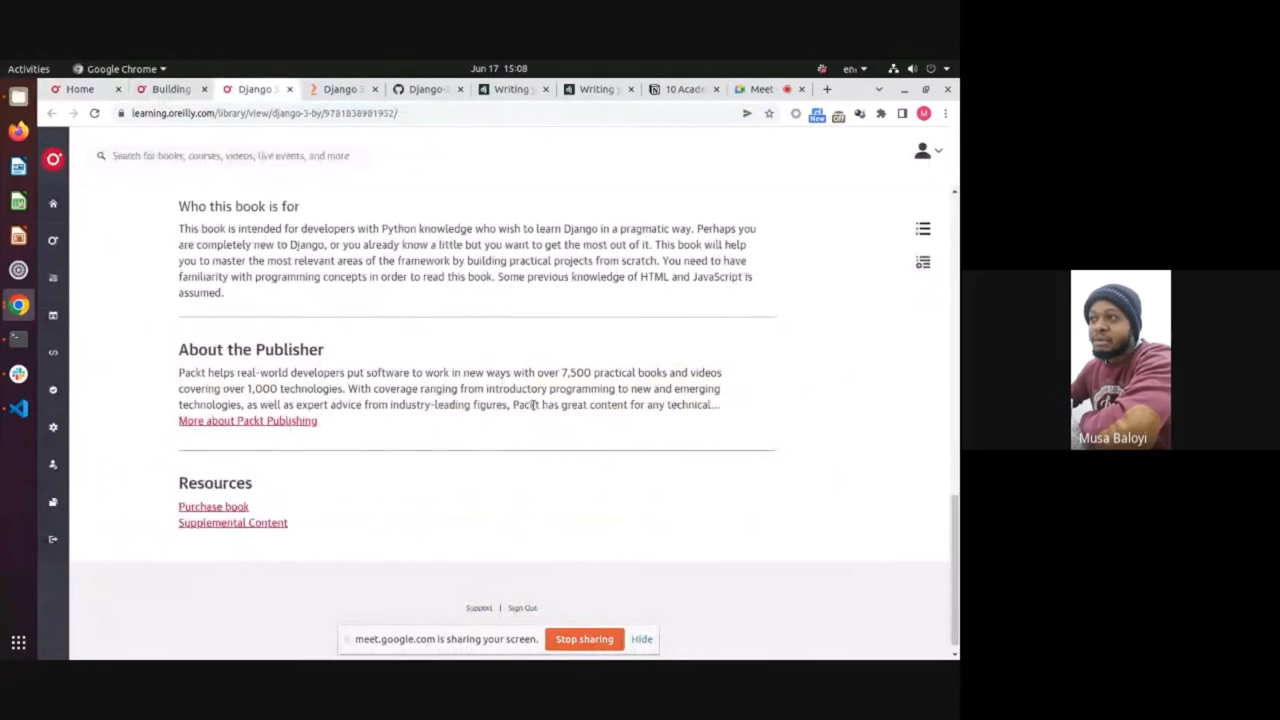 Activities
Google Chrome
Jun 17 15:08
en
Home
Building
Django 3
Django 3
Django-3
Writing y
Writing y
10 Acade
Meet -
learning.oreilly.com/library/view/django-3-by/9781838981952/
New
Off
M
Search for books, courses, videos, live events, and more
Who this book is for
This book is intended for developers with Python knowledge who wish to learn Django in a pragmatic way. Perhaps you
are completely new to Django, or you already know a little but you want to get the most out of it. This book will help
you to master the most relevant areas of the framework by building practical projects from scratch. You need to have
familiarity with programming concepts in order to read this book. Some previous knowledge of HTML and JavaScript is
assumed.
About the Publisher
Packt helps real-world developers put software to work in new ways with over 7,500 practical books and videos
covering over 1,000 technologies. With coverage ranging from introductory programming to new and emerging
technologies, as well as expert advice from industry-leading figures, Packt has great content for any technical...
More about Packt Publishing
Resources
Purchase book
Supplemental Content
Support | Sign Out
meet.google.com is sharing your screen.
Stop sharing
Hide
Musa Baloyi